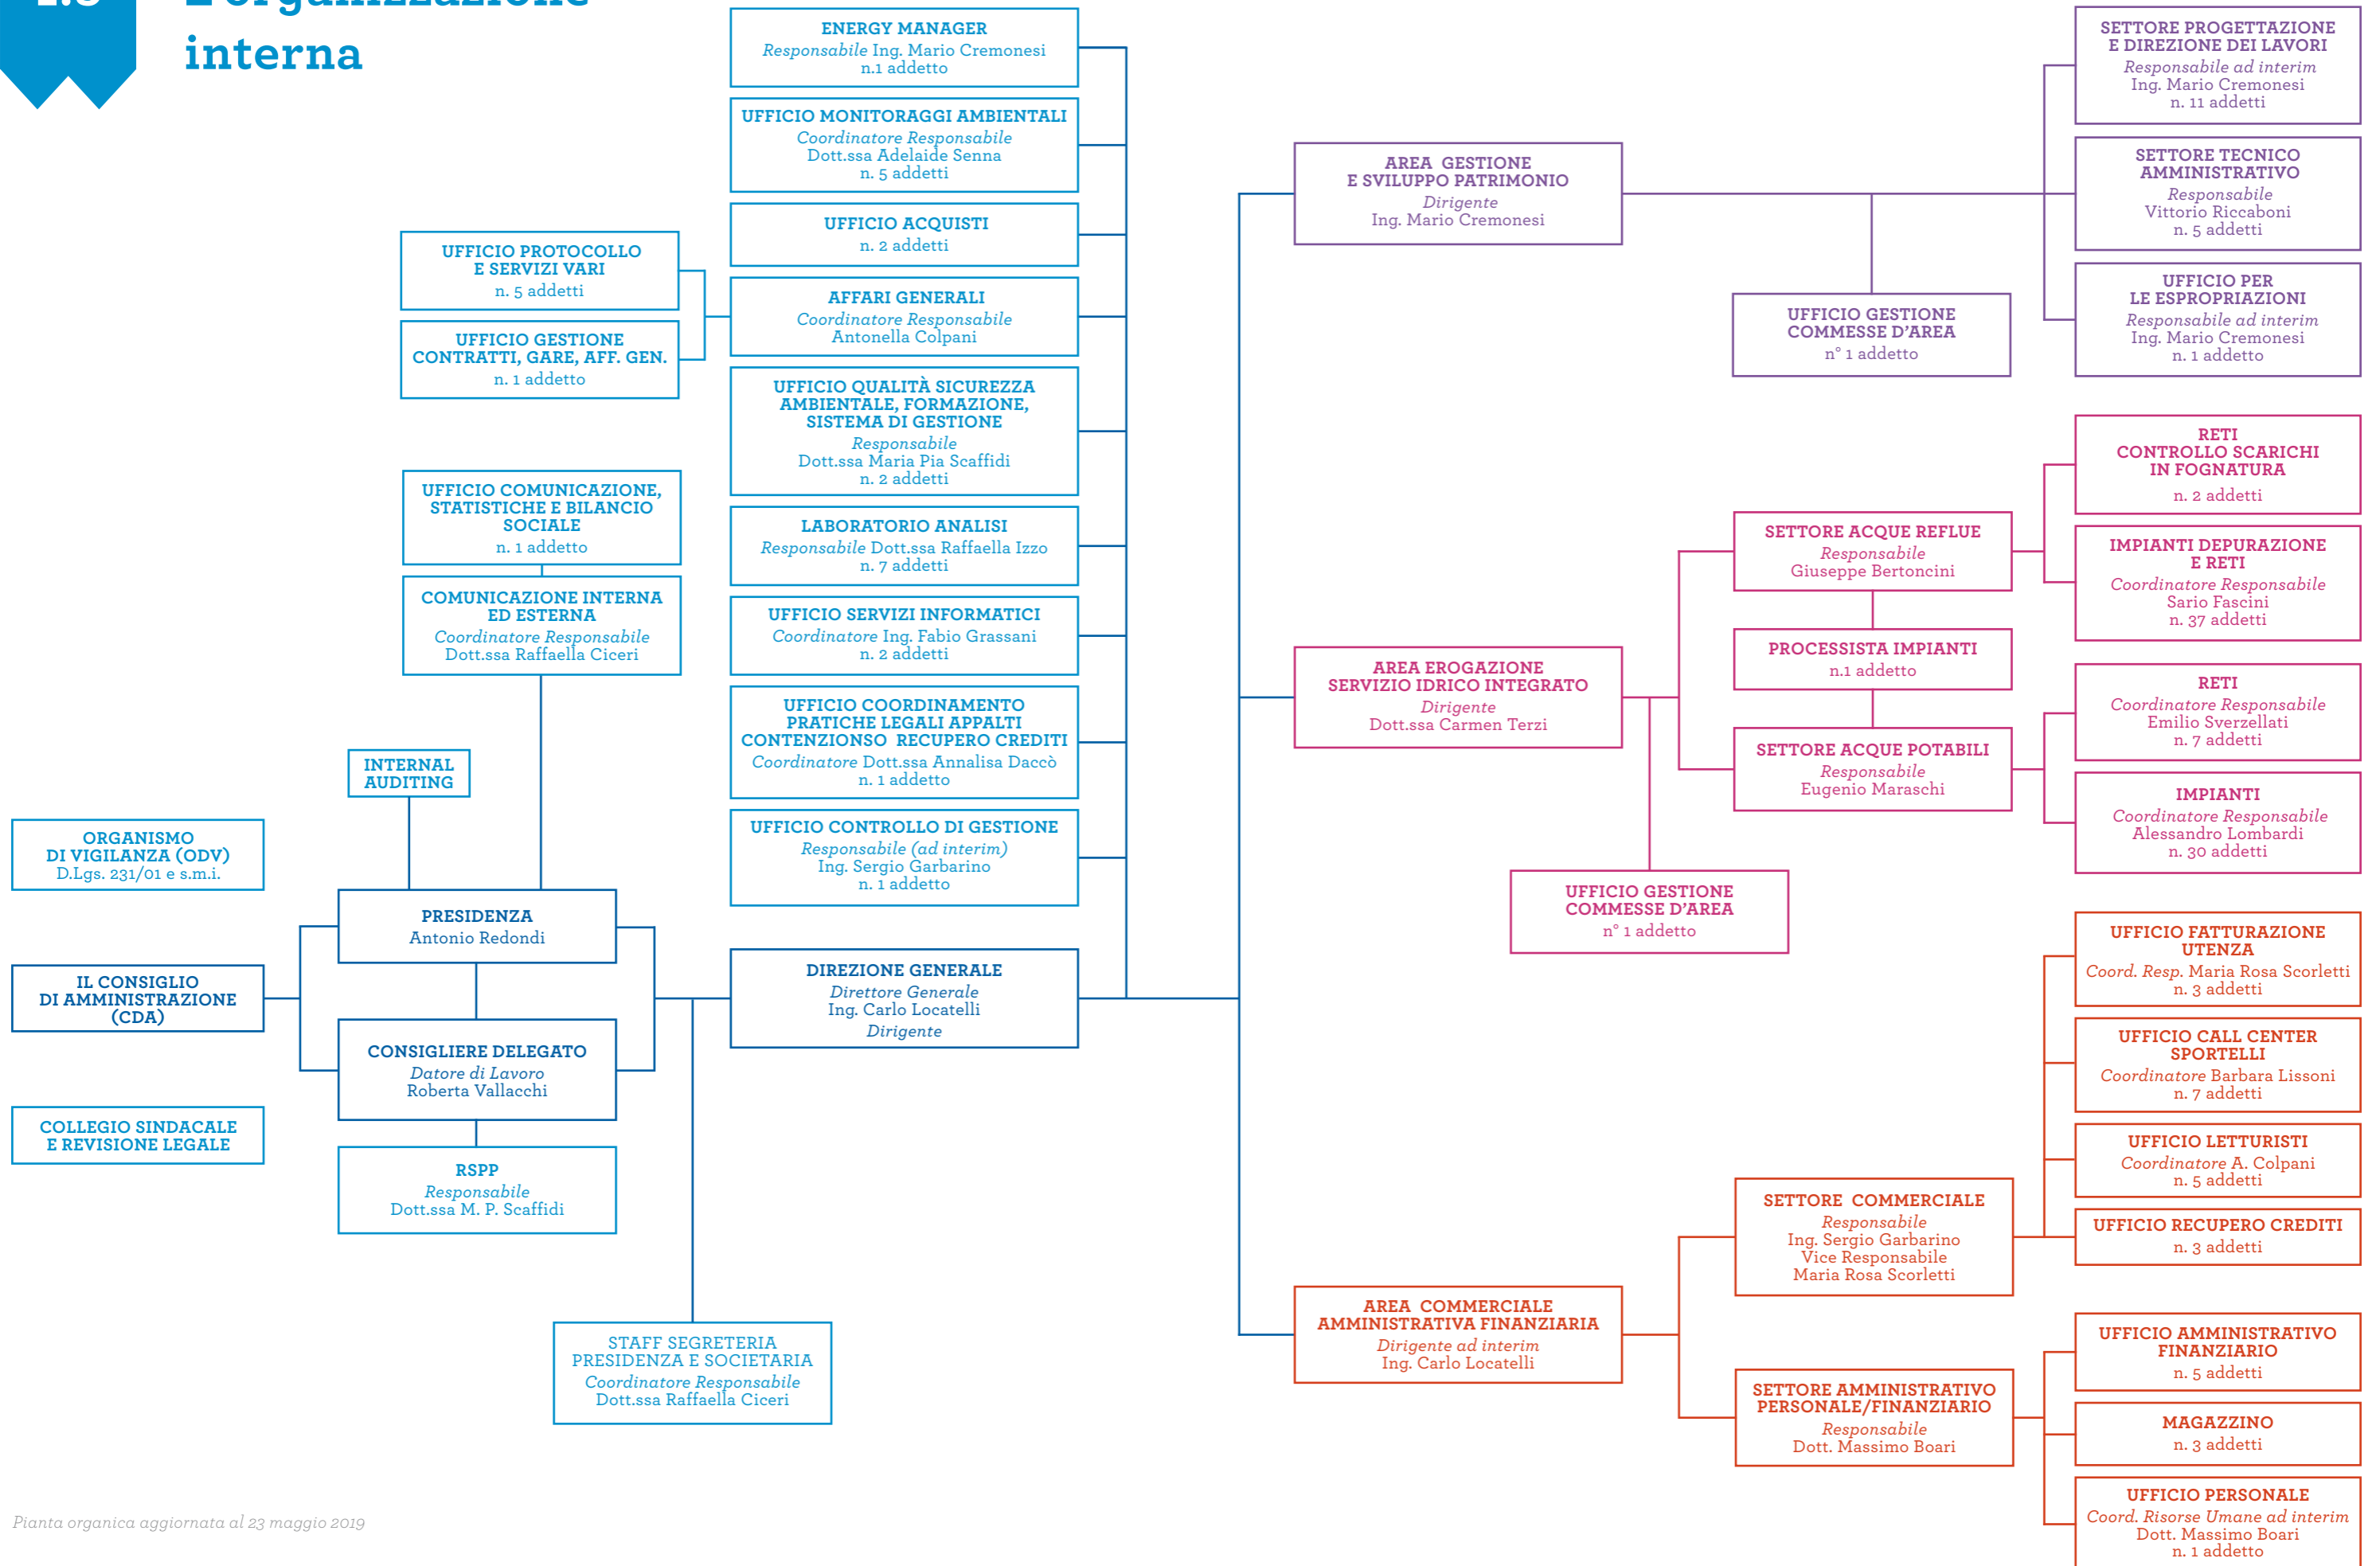 L'organizzazione
interna
ENERGY MANAGER
Responsabile Ing. Mario Cremonesi
n.1 addetto
UFFICIO MONITORAGGI AMBIENTALI
Coordinatore Responsabile
Dott.ssa Adelaide Senna
n. 5 addetti
UFFICIO ACQUISTI
n. 2 addetti
UFFICIO PROTOCOLLO
E SERVIZI VARI
n. 5 addetti
UFFICIO GESTIONE
CONTRATTI, GARE, AFF. GEN.
n. 1 addetto
AFFARI GENERALI
Coordinatore Responsabile
Antonella Colpani
UFFICIO QUALITÀ SICUREZZA
AMBIENTALE, FORMAZIONE,
SISTEMA DI GESTIONE
Responsabile
Dott.ssa Maria Pia Scaffidi
n. 2 addetti
UFFICIO COMUNICAZIONE,
STATISTICHE E BILANCIO
SOCIALE
n. 1 addetto
COMUNICAZIONE INTERNA
ED ESTERNA
Coordinatore Responsabile
Dott.ssa Raffaella Ciceri
LABORATORIO ANALISI
Responsabile Dott.ssa Raffaella Izzo
n. 7 addetti
UFFICIO SERVIZI INFORMATICI
Coordinatore Ing. Fabio Grassani
n. 2 addetti
UFFICIO COORDINAMENTO
PRATICHE LEGALI APPALTI
CONTENZIONSO RECUPERO CREDITI
Coordinatore Dott.ssa Annalisa Daccò
n. 1 addetto
UFFICIO CONTROLLO DI GESTIONE
Responsabile (ad interim)
Ing. Sergio Garbarino
n. 1 addetto
INTERNAL
AUDITING
ORGANISMO
DI VIGILANZA (ODV)
D.Lgs. 231/01 e s.m.i.
PRESIDENZA
Antonio Redondi
IL CONSIGLIO
DI AMMINISTRAZIONE
(CDA)
CONSIGLIERE DELEGATO
Datore di Lavoro
Roberta Vallacchi
COLLEGIO SINDACALE
E REVISIONE LEGALE
RSPP
Responsabile
Dott.ssa M. P. Scaffidi
DIREZIONE GENERALE
Direttore Generale
Ing. Carlo Locatelli
Dirigente
STAFF SEGRETERIA
PRESIDENZA E SOCIETARIA
Coordinatore Responsabile
Dott.ssa Raffaella Ciceri
AREA GESTIONE
E SVILUPPO PATRIMONIO
Dirigente
Ing. Mario Cremonesi
UFFICIO GESTIONE
COMMESSE D'AREA
n° 1 addetto
SETTORE PROGETTAZIONE
E DIREZIONE DEI LAVORI
Responsabile ad interim
Ing. Mario Cremonesi
n. 11 addetti
SETTORE TECNICO
AMMINISTRATIVO
Responsabile
Vittorio Riccaboni
n. 5 addetti
UFFICIO PER
LE ESPROPRIAZIONI
Responsabile ad interim
Ing. Mario Cremonesi
n. 1 addetto
AREA EROGAZIONE
SERVIZIO IDRICO INTEGRATO
Dirigente
Dott.ssa Carmen Terzi
UFFICIO GESTIONE
COMMESSE D'AREA
n° 1 addetto
SETTORE ACQUE REFLUE
Responsabile
Giuseppe Bertoncini
PROCESSISTA IMPIANTI
n.1 addetto
SETTORE ACQUE POTABILI
Responsabile
Eugenio Maraschi
RETI
CONTROLLO SCARICHI
IN FOGNATURA
n. 2 addetti
IMPIANTI DEPURAZIONE
E RETI
Coordinatore Responsabile
Sario Fascini
n. 37 addetti
RETI
Coordinatore Responsabile
Emilio Sverzellati
n. 7 addetti
IMPIANTI
Coordinatore Responsabile
Alessandro Lombardi
n. 30 addetti
AREA COMMERCIALE
AMMINISTRATIVA FINANZIARIA
Dirigente ad interim
Ing. Carlo Locatelli
SETTORE COMMERCIALE
Responsabile
Ing. Sergio Garbarino
Vice Responsabile
Maria Rosa Scorletti
SETTORE AMMINISTRATIVO
PERSONALE/FINANZIARIO
Responsabile
Dott. Massimo Boari
UFFICIO FATTURAZIONE
UTENZA
Coord. Resp. Maria Rosa Scorletti
n. 3 addetti
UFFICIO CALL CENTER
SPORTELLI
Coordinatore Barbara Lissoni
n. 7 addetti
UFFICIO LETTURISTI
Coordinatore A. Colpani
n. 5 addetti
UFFICIO RECUPERO CREDITI
n. 3 addetti
UFFICIO AMMINISTRATIVO
FINANZIARIO
n. 5 addetti
MAGAZZINO
n. 3 addetti
UFFICIO PERSONALE
Coord. Risorse Umane ad interim
Dott. Massimo Boari
n. 1 addetto
Pianta organica aggiornata al 23 maggio 2019